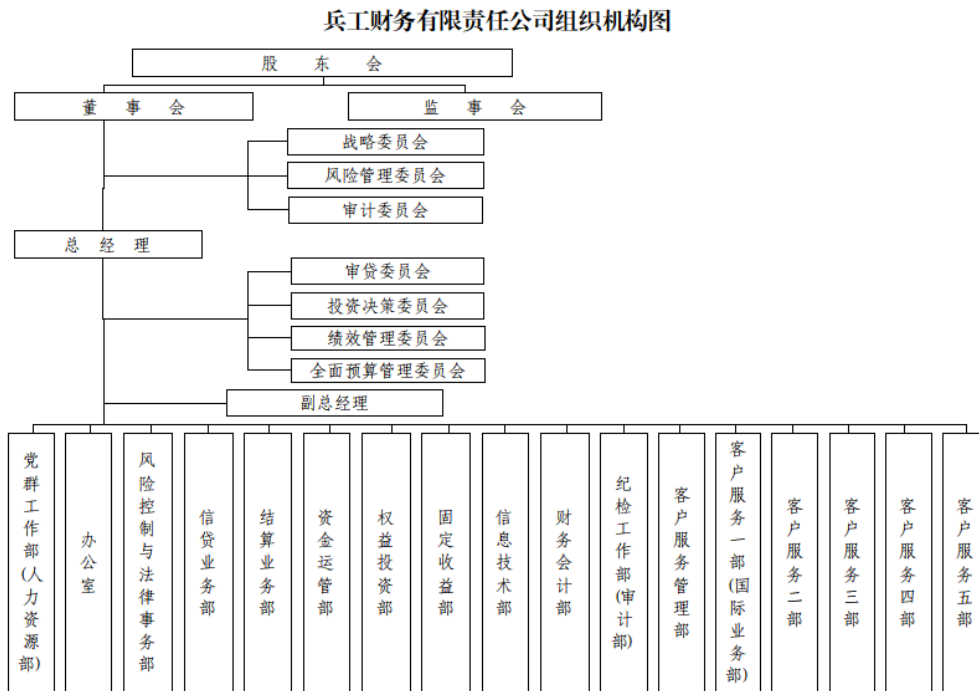 兵工财务有限责任公司组织机构图
股 东 会
董 事 会
监 事 会
战略委员会
风险管理委员会
审计委员会
总 经 理
审贷委员会
投资决策委员会
绩效管理委员会
全面预算管理委员会
副总经理
党群工作部(人力资源部)
办公室
风险控制与法律事务部
信贷业务部
结算业务部
资金运管部
权益投资部
固定收益部
信息技术部
财务会计部
纪检工作部(审计部)
客户服务管理部
客户服务一部(国际业务部)
客户服务二部
客户服务三部
客户服务四部
客户服务五部